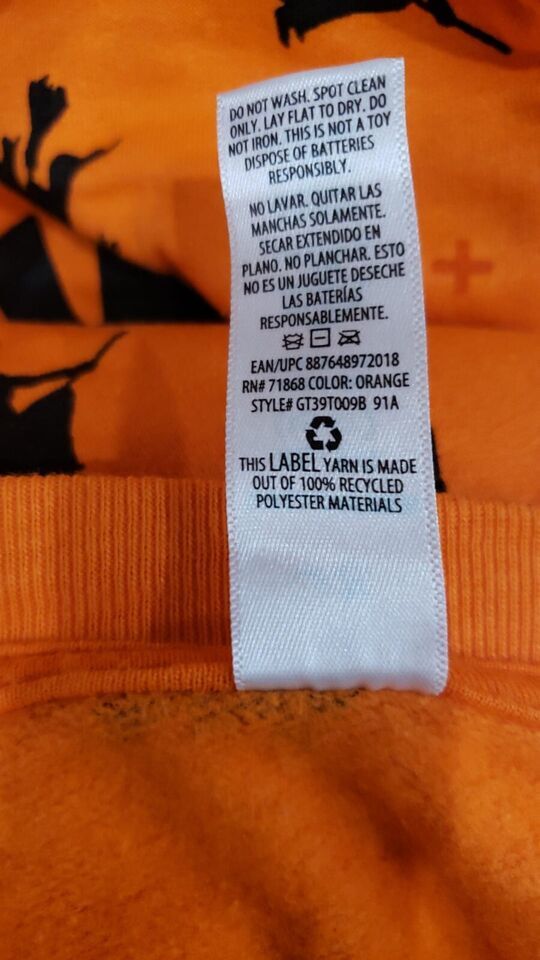 DO NOT WASH. SPOT CLEAN
ONLY. LAY FLAT TO DRY. DO
NOT IRON. THIS IS NOT A TOY
DISPOSE OF BATTERIES
RESPONSIBLY.
NO LAVAR. QUITAR LAS
MANCHAS SOLAMENTE.
SECAR EXTENDIDO EN
PLANO. NO PLANCHAR. ESTO
NO ES UN JUGUETE DESECHE
LAS BATERÍAS
RESPONSABLEMENTE.
EAN/UPC 887648972018
RN# 71868 COLOR: ORANGE
STYLE# GT39T009B 91A
THIS LABEL YARN IS MADE
OUT OF 100% RECYCLED
POLYESTER MATERIALS